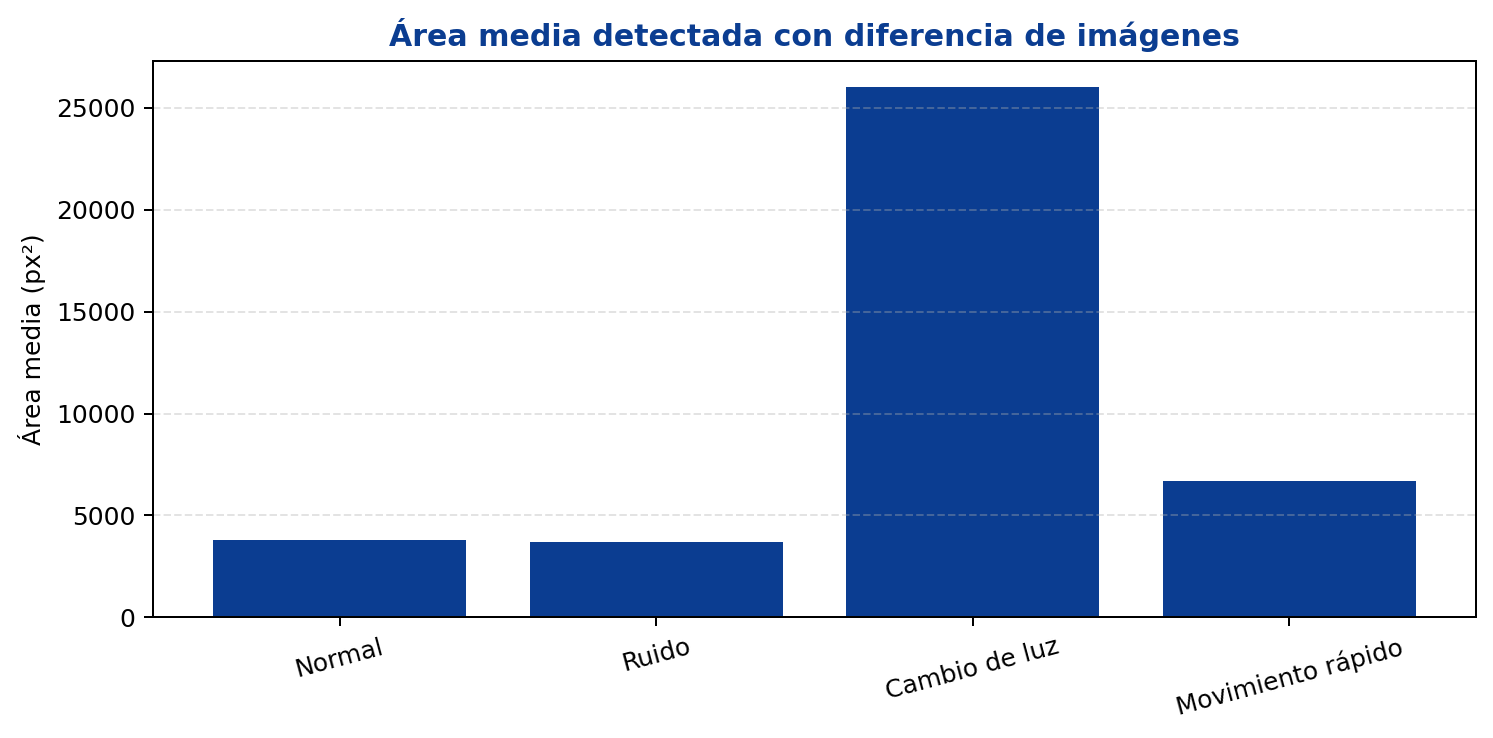 Área media detectada con diferencia de imágenes
Área media (px²)
25000
20000
15000
10000
5000
0
Normal
Ruido
Cambio de luz
Movimiento rápido